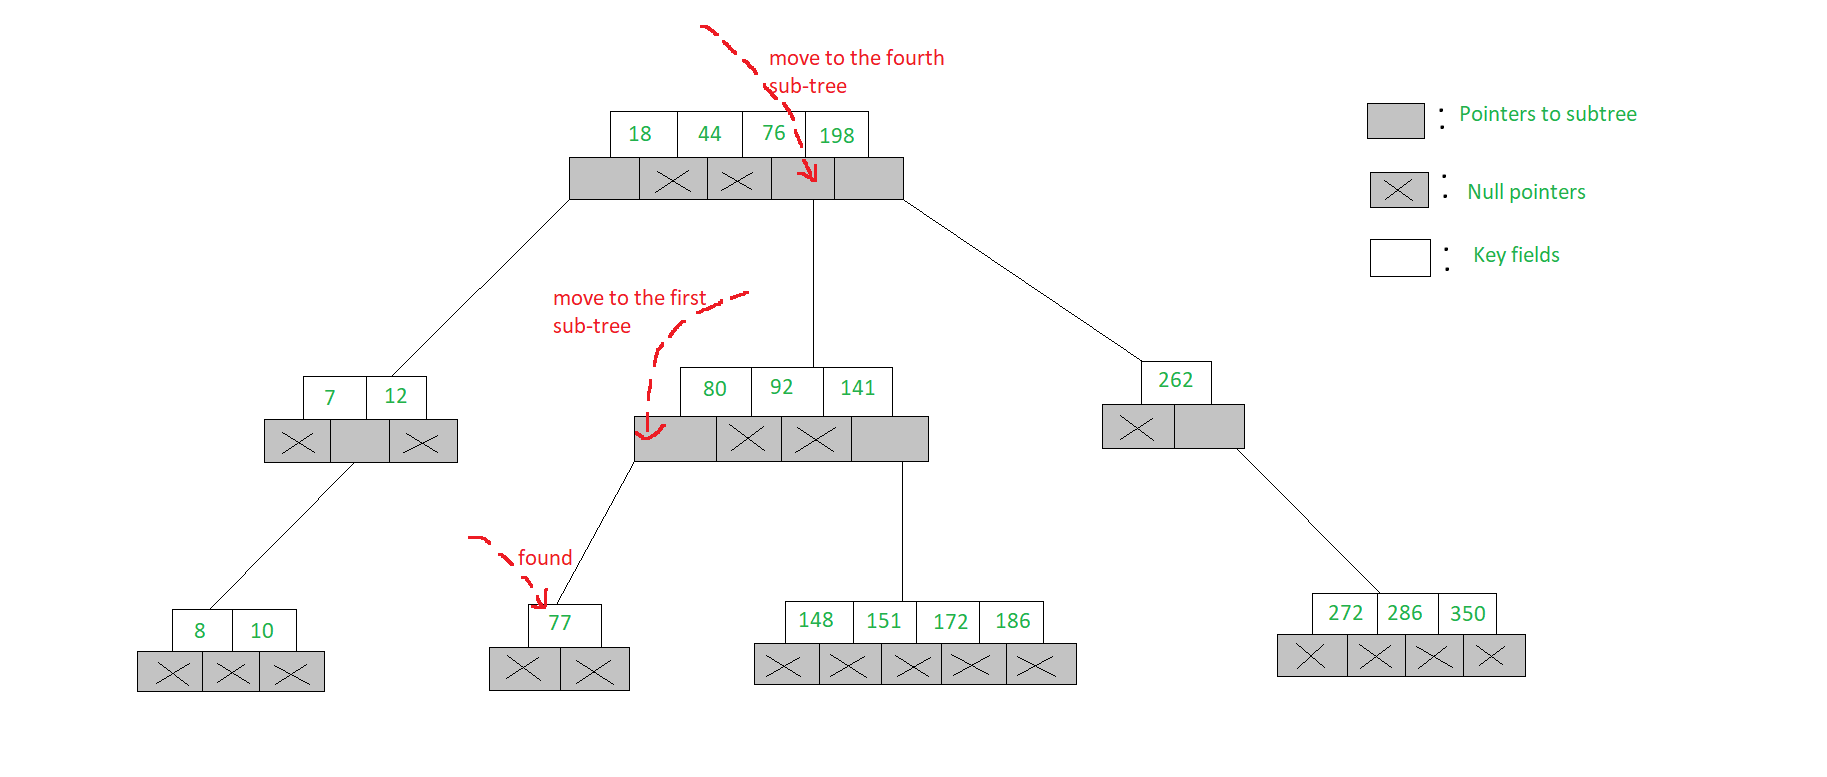 move to the fourth
sub-tree
18 44 76 198
Pointers to subtree
:
Null pointers
:
Key fields
:
move to the first
sub-tree
7 12
80 92 141
262
found
8 10
77
148 151 172 186
272 286 350